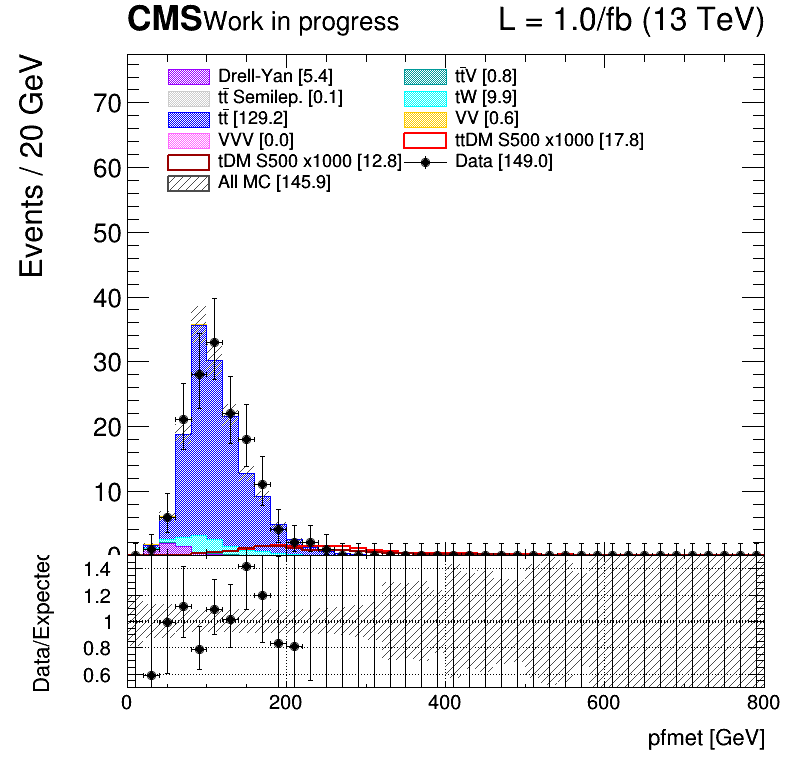 CMS Work in progress L = 1.0/fb (13 TeV)
Drell-Yan [5.4] tt̄V [0.8]
tt̄ Semilep. [0.1] tW [9.9]
tt̄ [129.2] VV [0.6]
VVV [0.0] ttDM S500 x1000 [17.8]
tDM S500 x1000 [12.8] Data [149.0]
All MC [145.9]
Events / 20 GeV
70
60
50
40
30
20
10
0
Data/Expected
1.4
1.2
1
0.8
0.6
0 200 400 600 800
pfmet [GeV]